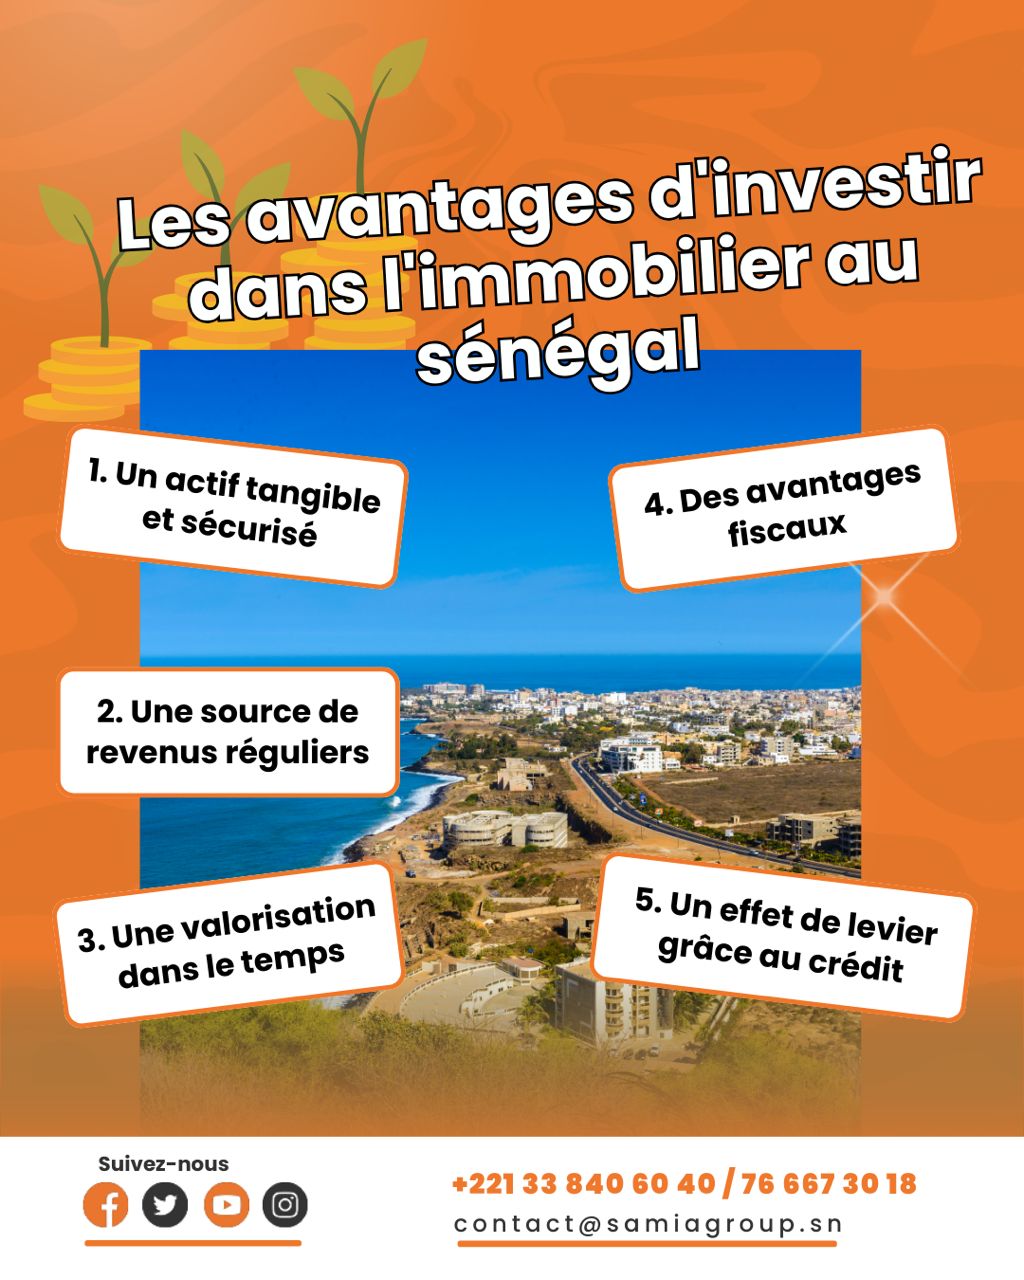 Les avantages d'investir
dans l'immobilier au
sénégal
1. Un actif tangible
et sécurisé
2. Une source de
revenus réguliers
3. Une valorisation
dans le temps
4. Des avantages
fiscaux
5. Un effet de levier
grâce au crédit
Suivez-nous
+221 33 840 60 40 / 76 667 30 18
contact@samiagroup.sn